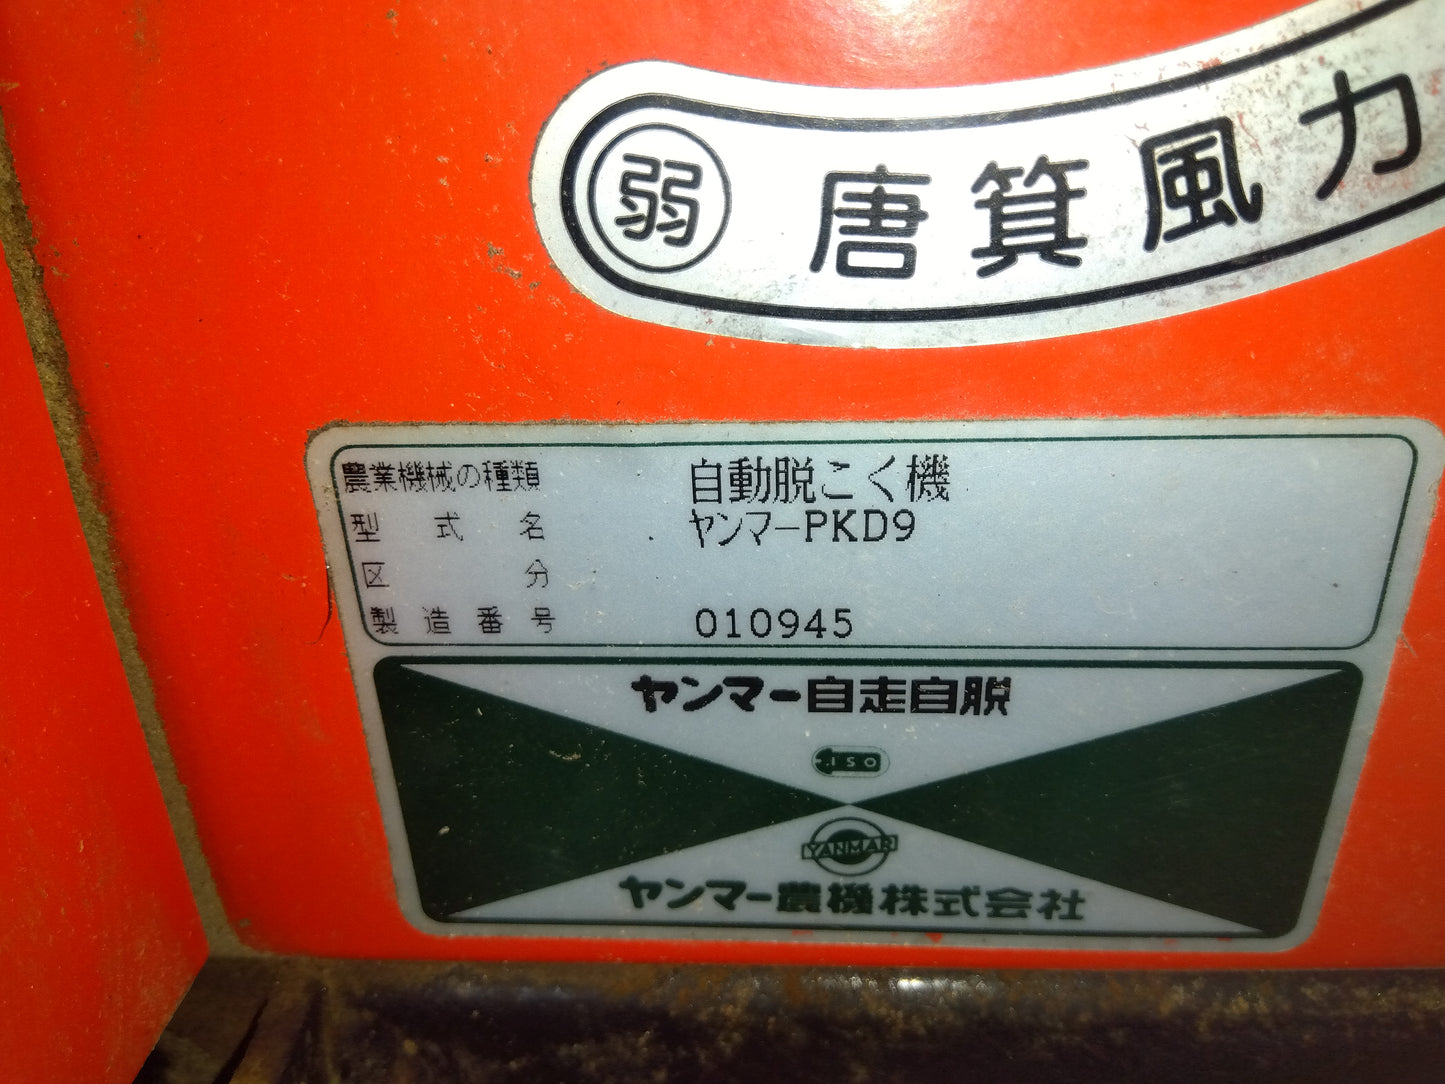 弱 唐箕風力
農業機械の種類 自動脱こく機
型式名 ヤンマーPKD9
区分
製造番号 010945
ヤンマー自走自脱
ISO
YANMAR
ヤンマー農機株式会社